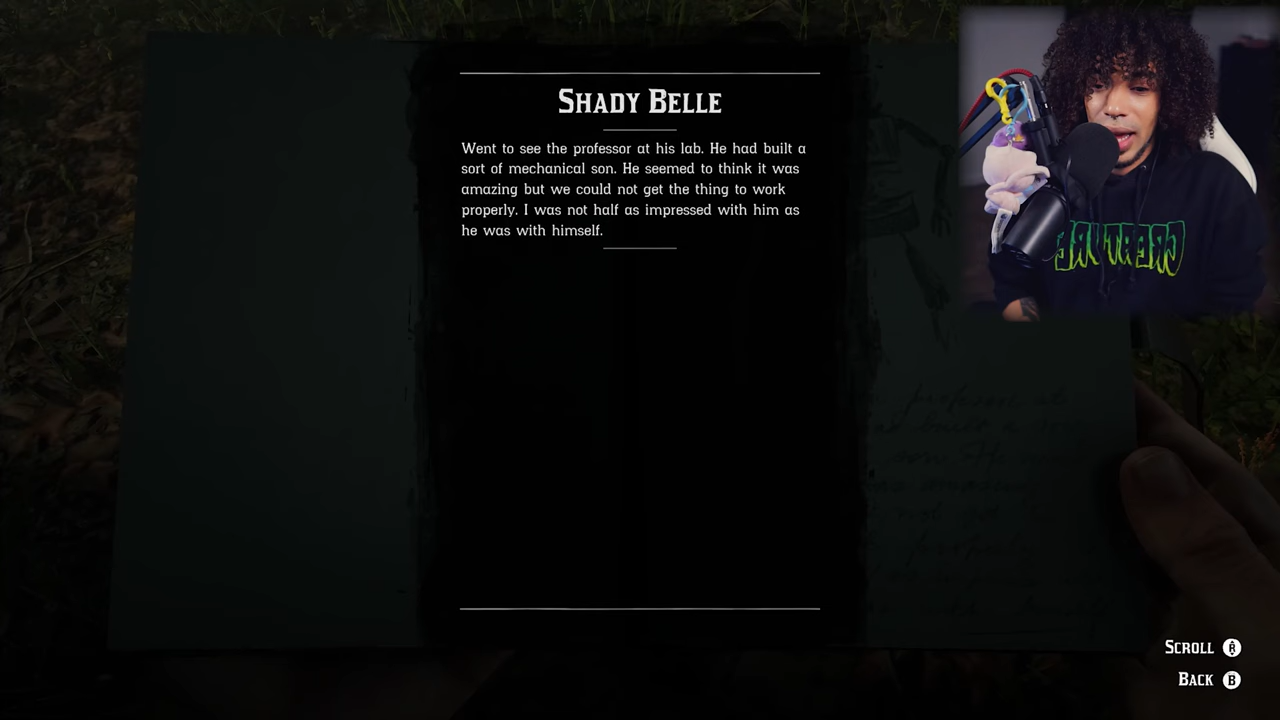 SHADY BELLE
Went to see the professor at his lab. He had built a
sort of mechanical son. He seemed to think it was
amazing but we could not get the thing to work
properly. I was not half as impressed with him as
he was with himself.
CREATURE
SCROLL R
BACK B